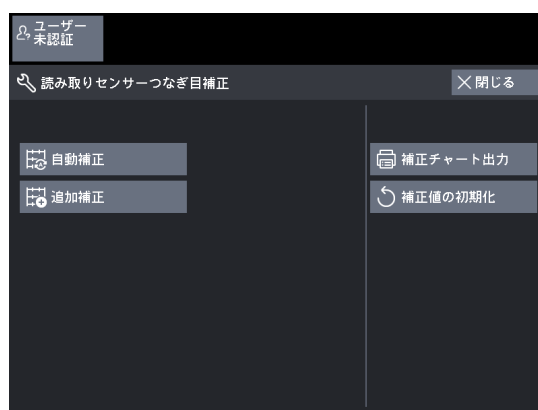 ユーザー
未認証
読み取りセンサーつなぎ目補正
閉じる
自動補正
補正チャート出力
追加補正
補正値の初期化